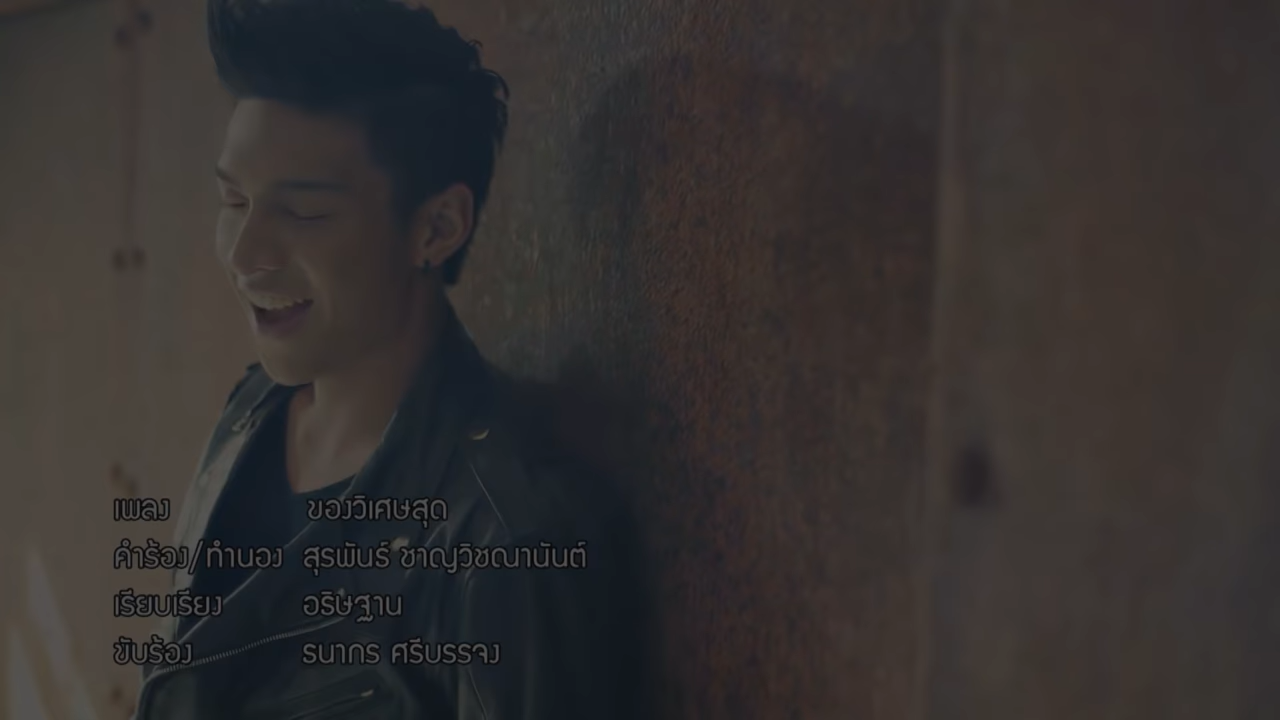 เพลง ของวิเศษสุด
คำร้อง/ทำนอง สุรพันธ์ ชาญวิชณานันต์
เรียบเรียง อธิษฐาน
ขับร้อง ธนากร ศรีบรรจง